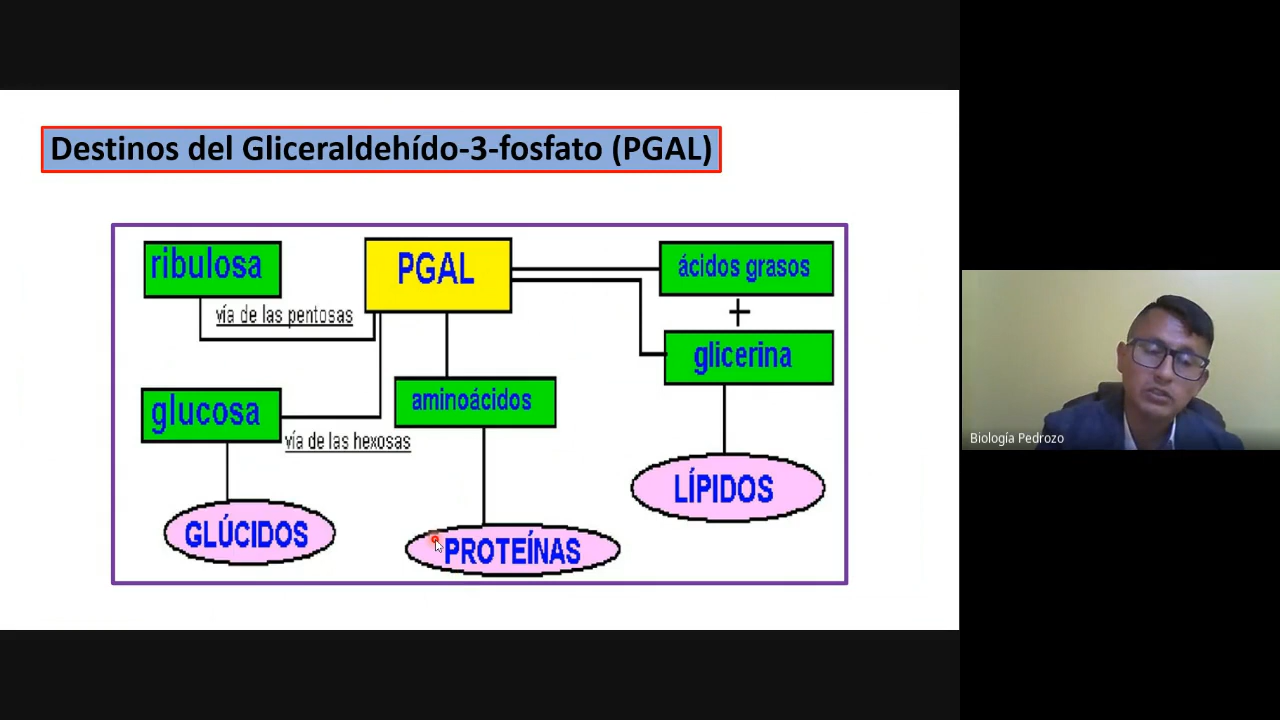 Destinos del Gliceraldehído-3-fosfato (PGAL)
ribulosa
PGAL
ácidos grasos
vía de las pentosas
+
glicerina
glucosa
aminoácidos
vía de las hexosas
LÍPIDOS
GLÚCIDOS
PROTEÍNAS
Biología Pedrozo